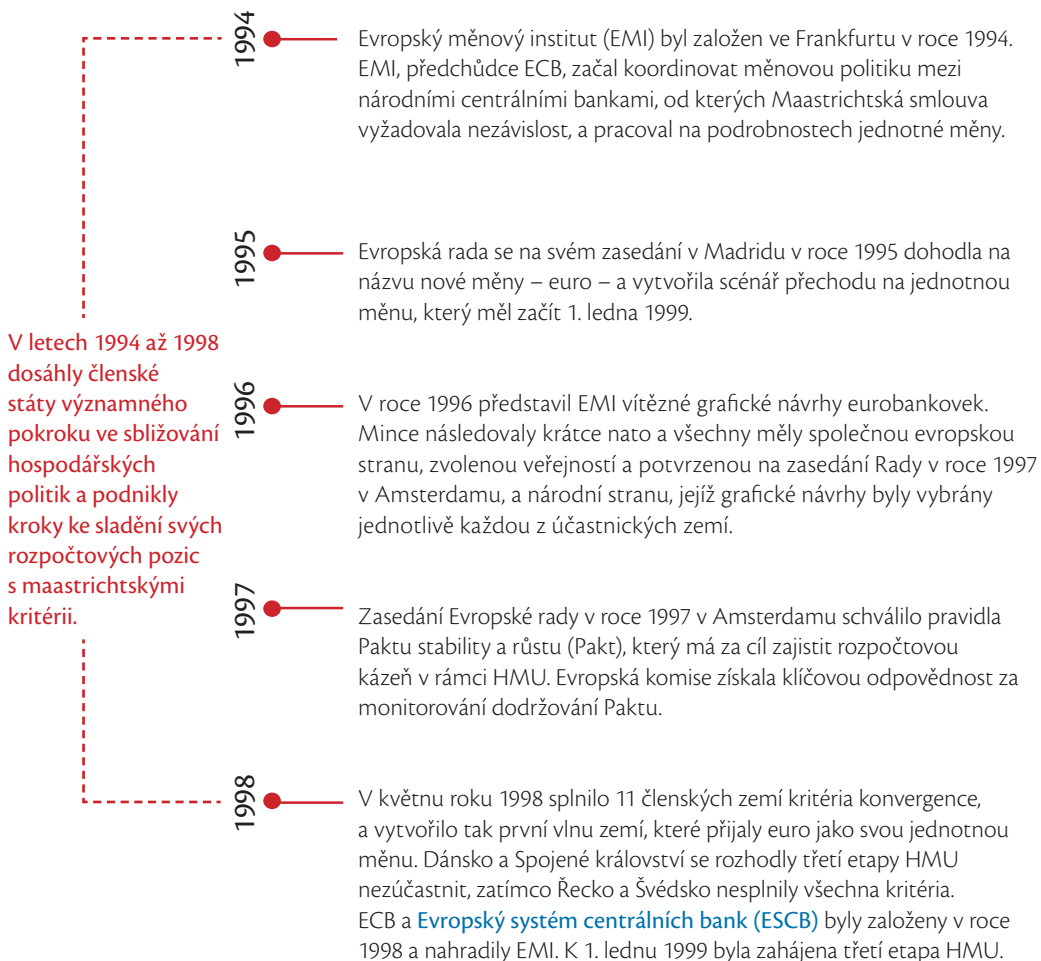 1994
Evropský měnový institut (EMI) byl založen ve Frankfurtu v roce 1994.
EMI, předchůdce ECB, začal koordinovat měnovou politiku mezi
národními centrálními bankami, od kterých Maastrichtská smlouva
vyžadovala nezávislost, a pracoval na podrobnostech jednotné měny.
1995
Evropská rada se na svém zasedání v Madridu v roce 1995 dohodla na
názvu nové měny – euro – a vytvořila scénář přechodu na jednotnou
měnu, který měl začít 1. ledna 1999.
V letech 1994 až 1998
dosáhly členské
státy významného
pokroku ve sbližování
hospodářských
politik a podnikly
kroky ke sladění svých
rozpočtových pozic
s maastrichtskými
kritérii.
1996
V roce 1996 představil EMI vítězné grafické návrhy eurobankovek.
Mince následovaly krátce nato a všechny měly společnou evropskou
stranu, zvolenou veřejností a potvrzenou na zasedání Rady v roce 1997
v Amsterdamu, a národní stranu, jejíž grafické návrhy byly vybrány
jednotlivě každou z účastnických zemí.
1997
Zasedání Evropské rady v roce 1997 v Amsterdamu schválilo pravidla
Paktu stability a růstu (Pakt), který má za cíl zajistit rozpočtovou
kázeň v rámci HMU. Evropská komise získala klíčovou odpovědnost za
monitorování dodržování Paktu.
1998
V květnu roku 1998 splnilo 11 členských zemí kritéria konvergence,
a vytvořilo tak první vlnu zemí, které přijaly euro jako svou jednotnou
měnu. Dánsko a Spojené království se rozhodly třetí etapy HMU
nezúčastnit, zatímco Řecko a Švédsko nesplnily všechna kritéria.
ECB a Evropský systém centrálních bank (ESCB) byly založeny v roce
1998 a nahradily EMI. K 1. lednu 1999 byla zahájena třetí etapa HMU.